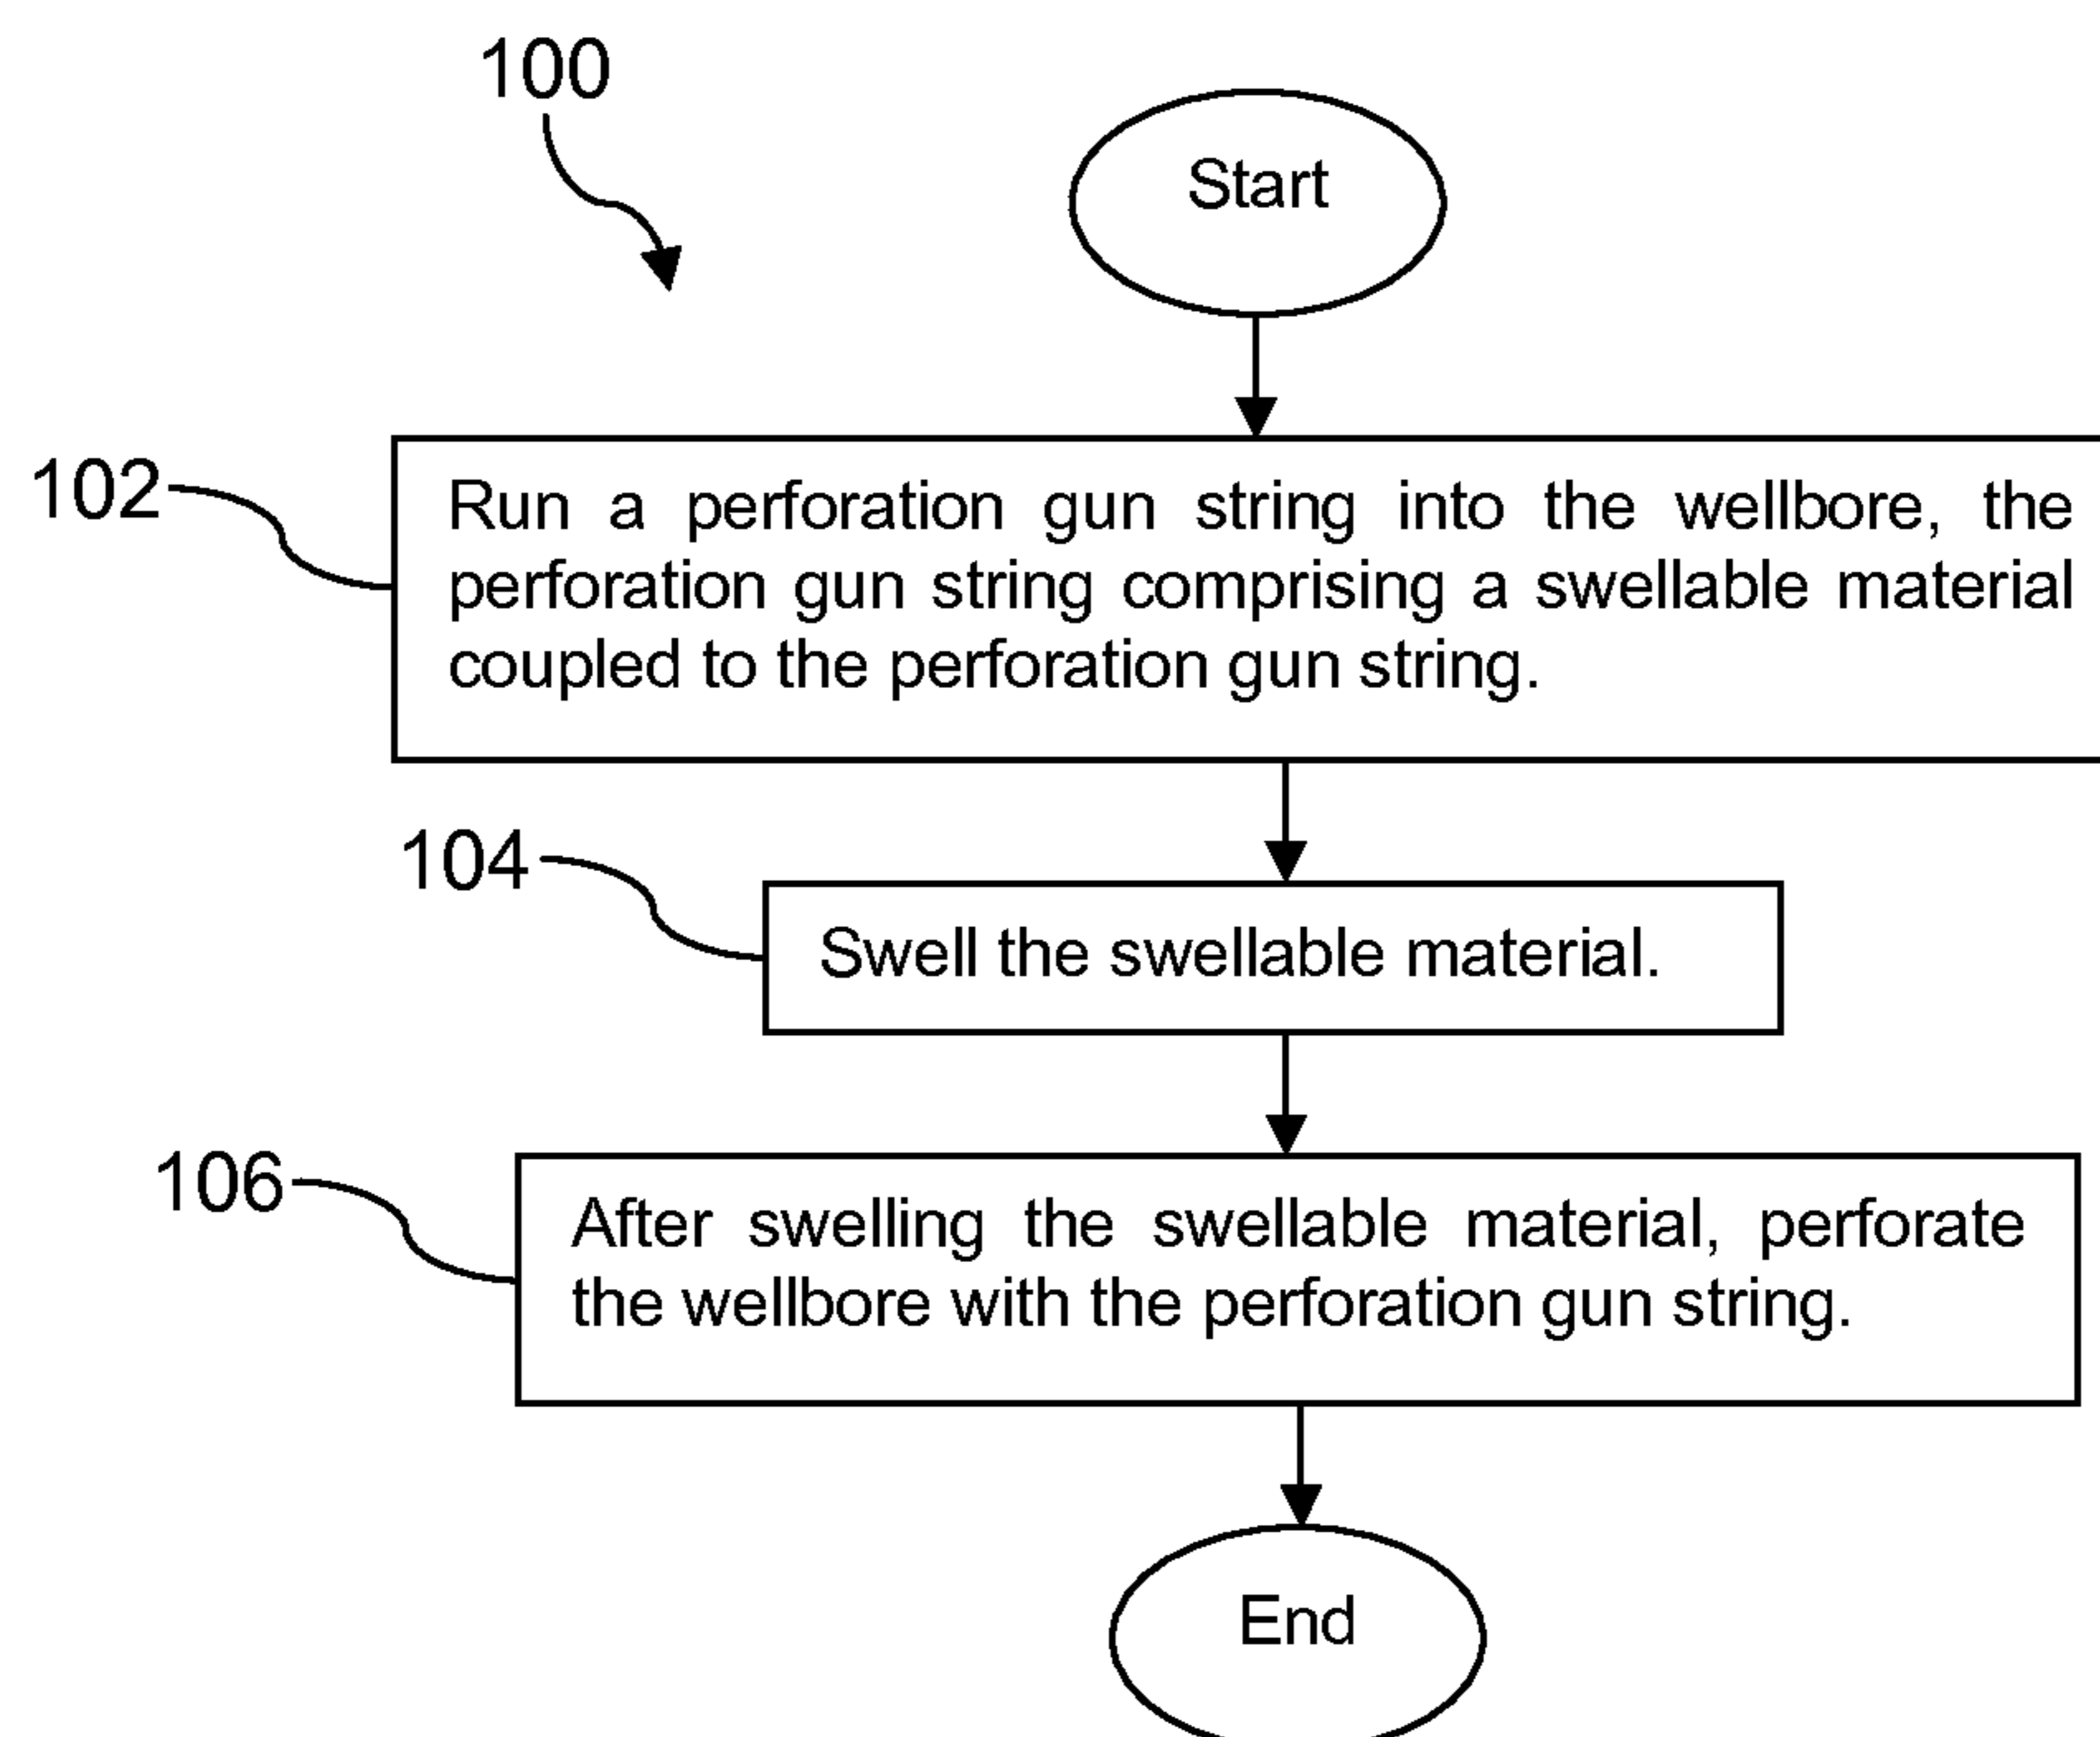 100
Start
102
Run a perforation gun string into the wellbore, the
perforation gun string comprising a swellable material
coupled to the perforation gun string.
104
Swell the swellable material.
106
After swelling the swellable material, perforate
the wellbore with the perforation gun string.
End